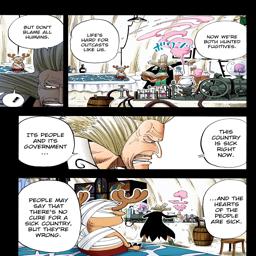 NOW WE'RE
BOTH HUNTED
FUGITIVES.
LIFE'S
HARD FOR
OUTCASTS
LIKE US.
BUT DON'T
BLAME ALL
HUMANS.
THIS
COUNTRY
IS SICK
RIGHT
NOW.
ITS PEOPLE
AND ITS
GOVERNMENT
...
...AND THE
HEARTS OF
THE PEOPLE
ARE SICK.
PEOPLE MAY
SAY THAT
THERE'S NO
CURE FOR A
SICK COUNTRY,
BUT THEY'RE
WRONG.